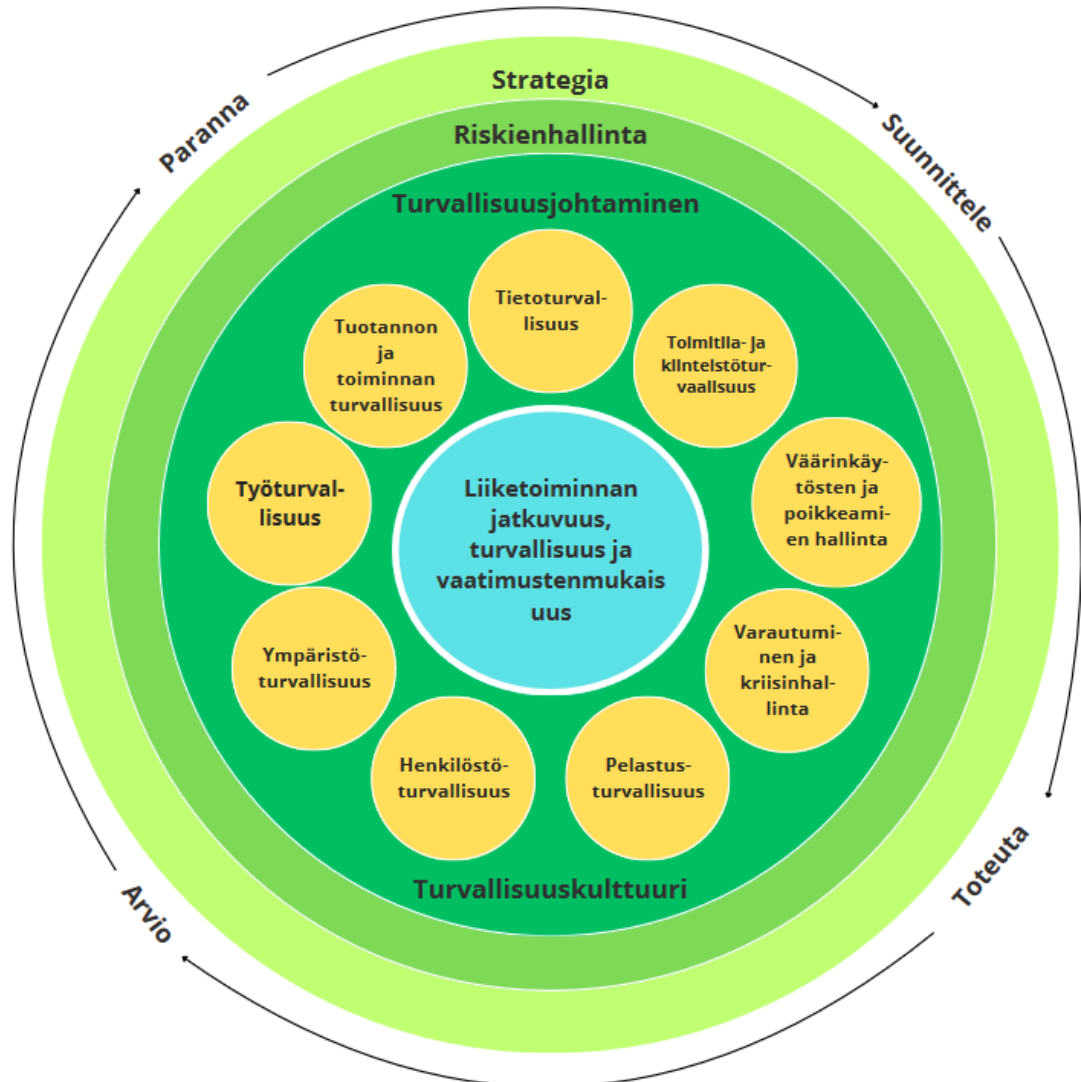 Strategia
Riskienhallinta
Turvallisuusjohtaminen
Paranna
Suunnittele
Toteuta
Arvio
Tietoturval-
lisuus
Toimitila- ja
kiinteistötur-
vaallsuus
Väärinkäy-
tösten ja
poikkeami-
en hallinta
Varautumi-
nen ja
kriisinhal-
linta
Pelastus-
turvallisuus
Henkilöstö-
turvallisuus
Ympäristö-
turvallisuus
Työturval-
lisuus
Tuotannon
ja
toiminnan
turvallisuus
Liiketoiminnan
jatkuvuus,
turvallisuus ja
vaatimustenmukais
uus
Turvallisuuskulttuuri